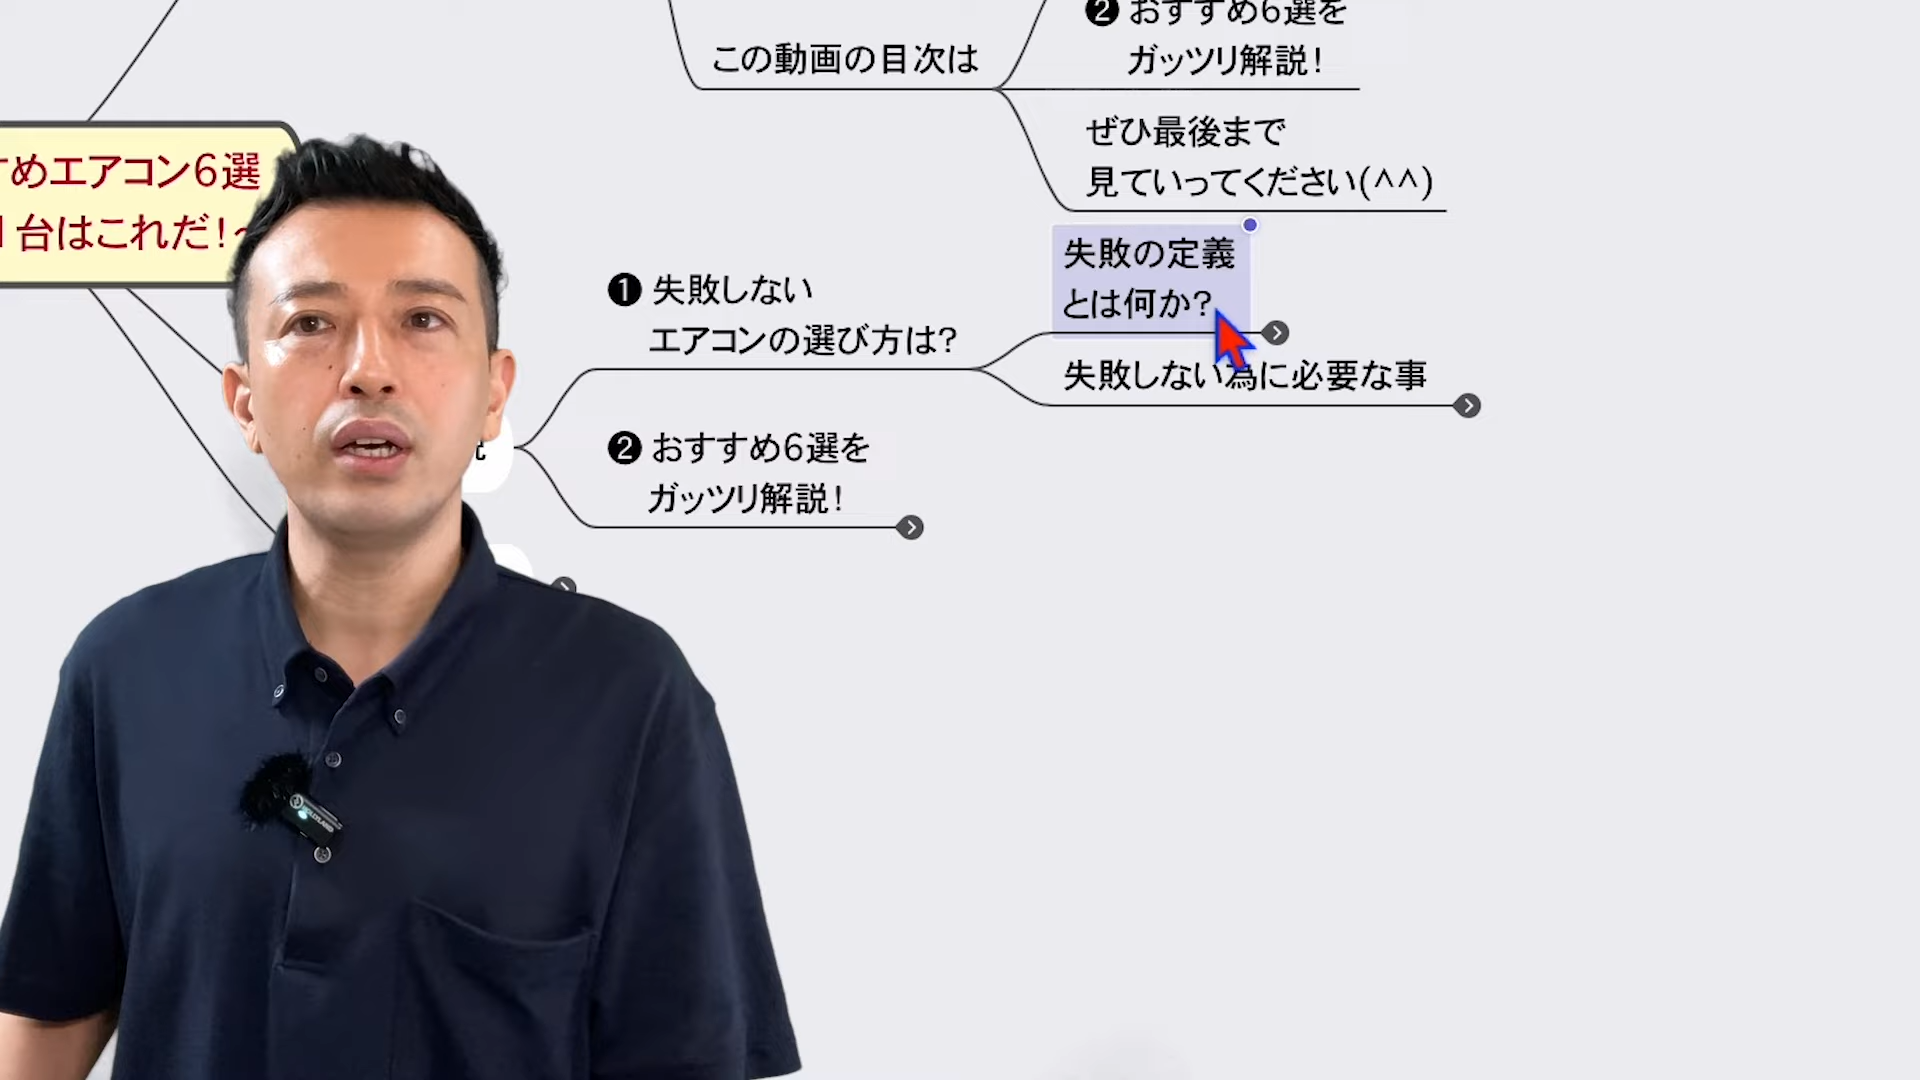 ❷ おすすめ6選を
ガッツリ解説!
この動画の目次は
ぜひ最後まで
見ていってください(^^)
すめエアコン6選
1台はこれだ!~
失敗の定義
とは何か?
❶ 失敗しない
エアコンの選び方は?
失敗しない為に必要な事
❷ おすすめ6選を
ガッツリ解説!
HOLLYLAND